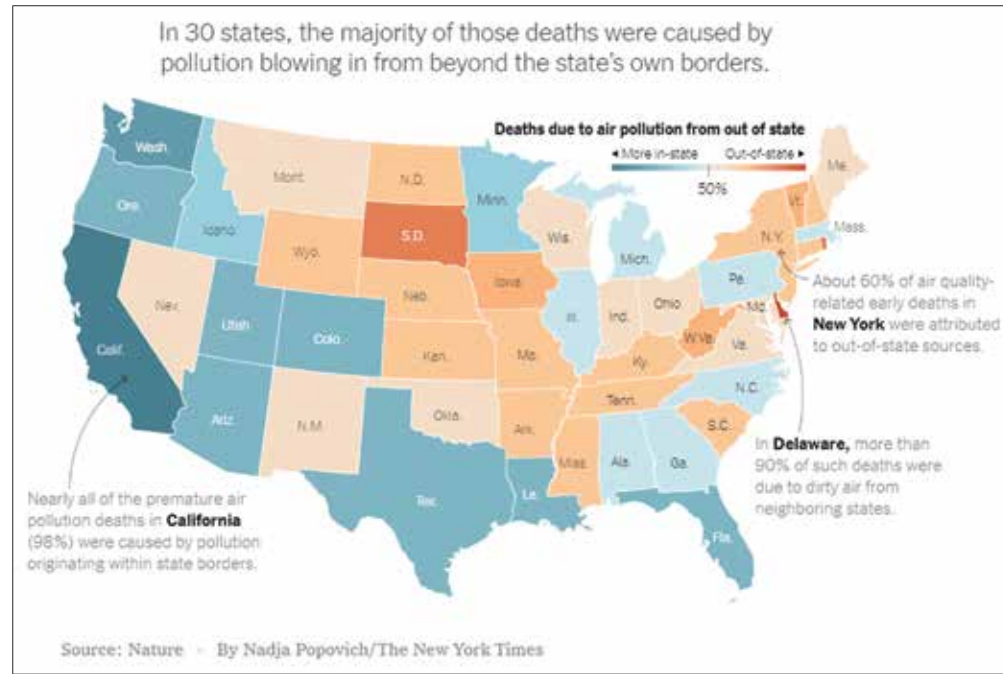 In 30 states, the majority of those deaths were caused by
pollution blowing in from beyond the state's own borders.
Deaths due to air pollution from out of state
◄ More in-state Out-of-state ►
50%
Wash.
Ore.
Idaho
Mont.
N.D.
Minn.
S.D.
Wyo.
Wis.
Mich.
N.Y.
Vt.
Me.
Mass.
Nev.
Utah
Colo.
Neb.
Iowa
Ill.
Ind.
Ohio
Pa.
Md.
Calif.
Kan.
Mo.
Ky.
W.Va.
Va.
Ariz.
N.M.
Okla.
Ark.
Tenn.
N.C.
S.C.
Tex.
La.
Miss.
Ala.
Ga.
Fla.
About 60% of air quality-
related early deaths in
New York were attributed
to out-of-state sources.
In Delaware, more than
90% of such deaths were
due to dirty air from
neighboring states.
Nearly all of the premature air
pollution deaths in California
(98%) were caused by pollution
originating within state borders.
Source: Nature By Nadja Popovich/The New York Times